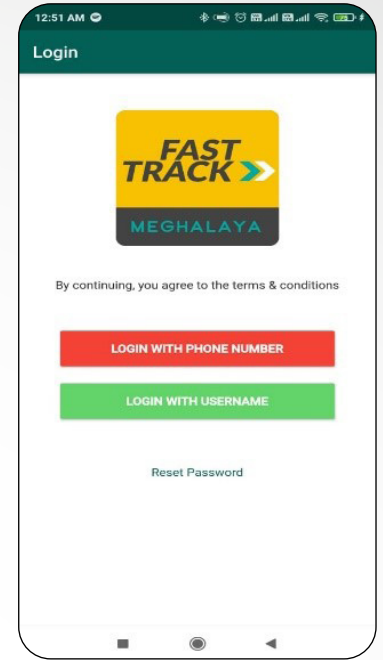 12:51 AM
Login
FAST
TRACK
MEGHALAYA
By continuing, you agree to the terms & conditions
LOGIN WITH PHONE NUMBER
LOGIN WITH USERNAME
Reset Password